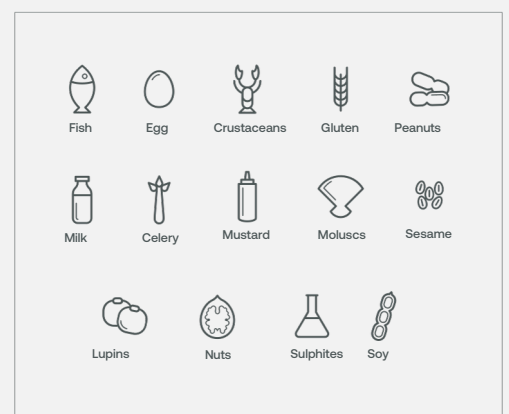 Fish Egg Crustaceans Gluten Peanuts
Milk Celery Mustard Moluscs Sesame
Lupins Nuts Sulphites Soy